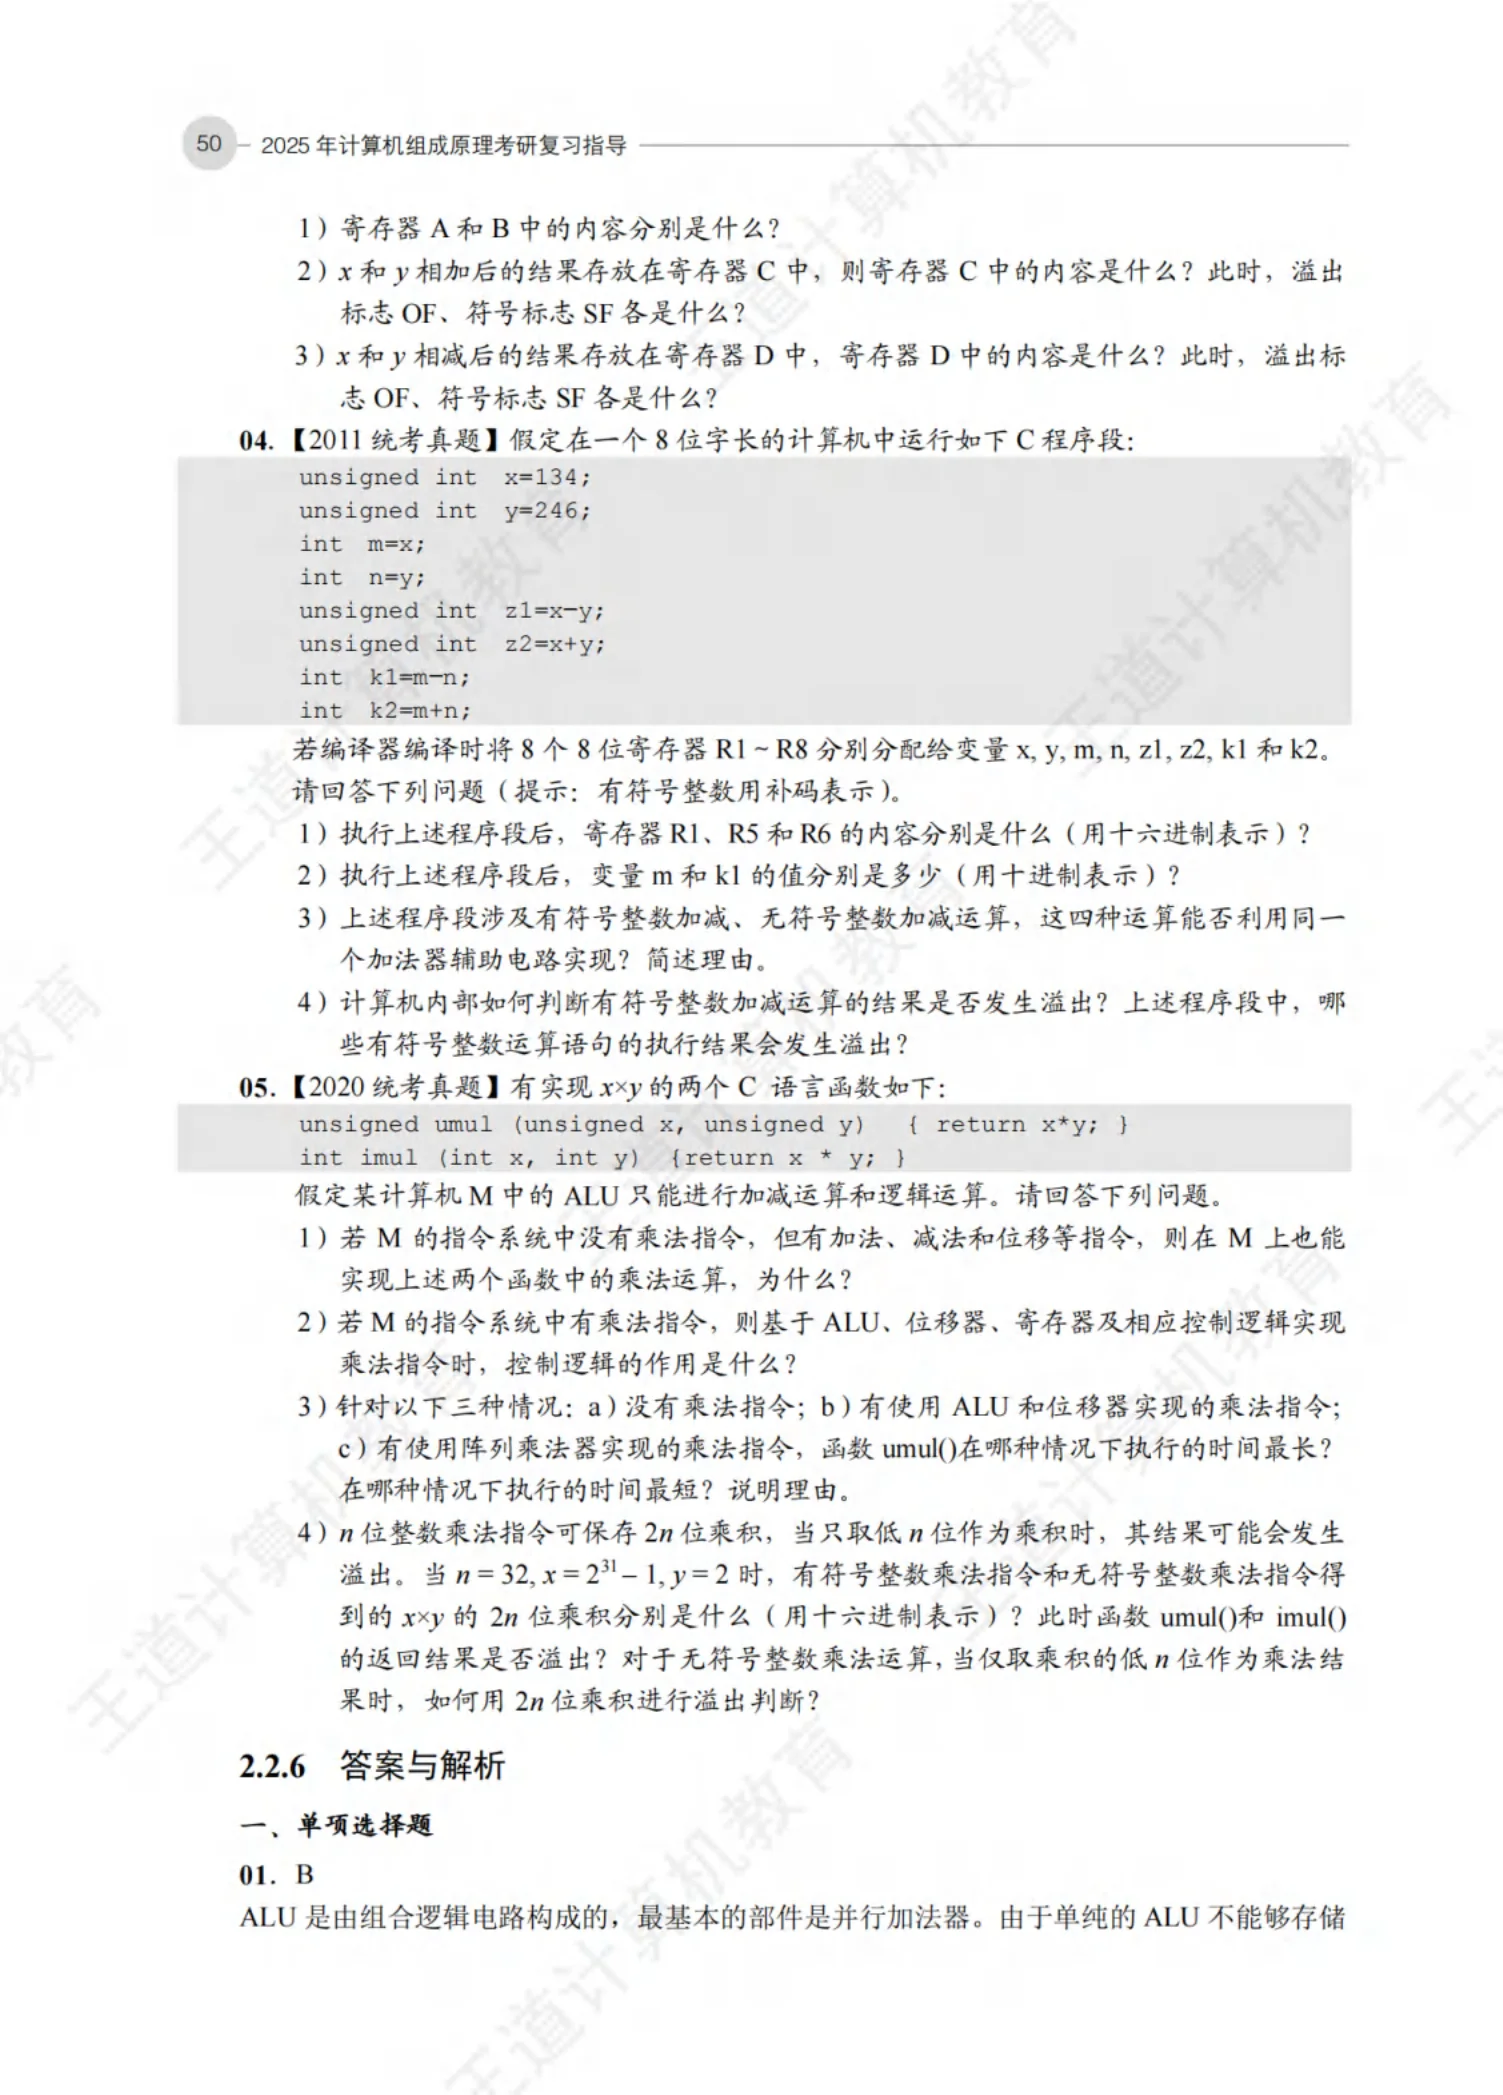 50 2025 年计算机组成原理考研复习指导
1）寄存器 A 和 B 中的内容分别是什么？
2）x 和 y 相加后的结果存放在寄存器 C 中，则寄存器 C 中的内容是什么？此时，溢出
标志 OF、符号标志 SF 各是什么？
3）x 和 y 相减后的结果存放在寄存器 D 中，寄存器 D 中的内容是什么？此时，溢出标
志 OF、符号标志 SF 各是什么？
04.【2011 统考真题】假定在一个 8 位字长的计算机中运行如下 C 程序段：
unsigned int x=134;
unsigned int y=246;
int m=x;
int n=y;
unsigned int z1=x-y;
unsigned int z2=x+y;
int k1=m-n;
int k2=m+n;
若编译器编译时将 8 个 8 位寄存器 R1 ~ R8 分别分配给变量 x, y, m, n, z1, z2, k1 和 k2。
请回答下列问题（提示：有符号整数用补码表示）。
1）执行上述程序段后，寄存器 R1、R5 和 R6 的内容分别是什么（用十六进制表示）？
2）执行上述程序段后，变量 m 和 k1 的值分别是多少（用十进制表示）？
3）上述程序段涉及有符号整数加减、无符号整数加减运算，这四种运算能否利用同一
个加法器辅助电路实现？简述理由。
4）计算机内部如何判断有符号整数加减运算的结果是否发生溢出？上述程序段中，哪
些有符号整数运算语句的执行结果会发生溢出？
05.【2020 统考真题】有实现 x×y 的两个 C 语言函数如下：
unsigned umul (unsigned x, unsigned y) { return x*y; }
int imul (int x, int y) {return x * y; }
假定某计算机 M 中的 ALU 只能进行加减运算和逻辑运算。请回答下列问题。
1）若 M 的指令系统中没有乘法指令，但有加法、减法和位移等指令，则在 M 上也能
实现上述两个函数中的乘法运算，为什么？
2）若 M 的指令系统中有乘法指令，则基于 ALU、位移器、寄存器及相应控制逻辑实现
乘法指令时，控制逻辑的作用是什么？
3）针对以下三种情况：a）没有乘法指令；b）有使用 ALU 和位移器实现的乘法指令；
c）有使用阵列乘法器实现的乘法指令，函数 umul()在哪种情况下执行的时间最长？
在哪种情况下执行的时间最短？说明理由。
4）n 位整数乘法指令可保存 2n 位乘积，当只取低 n 位作为乘积时，其结果可能会发生
溢出。当 n = 32, x = 2³¹ – 1, y = 2 时，有符号整数乘法指令和无符号整数乘法指令得
到的 x×y 的 2n 位乘积分别是什么（用十六进制表示）？此时函数 umul()和 imul()
的返回结果是否溢出？对于无符号整数乘法运算，当仅取乘积的低 n 位作为乘法结
果时，如何用 2n 位乘积进行溢出判断？
2.2.6 答案与解析
一、单项选择题
01. B
ALU 是由组合逻辑电路构成的，最基本的部件是并行加法器。由于单纯的 ALU 不能够存储